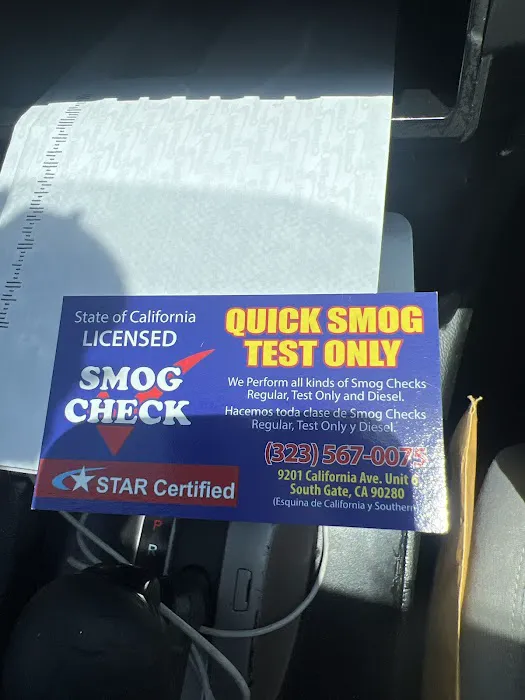 State of California
LICENSED
SMOG
CHECK
STAR Certified
QUICK SMOG
TEST ONLY
We Perform all kinds of Smog Checks
Regular, Test Only and Diesel.
Hacemos toda clase de Smog Checks
Regular, Test Only y Diesel.
(323) 567-0075
9201 California Ave. Unit 6
South Gate, CA 90280
(Esquina de California y Southern)
P
R